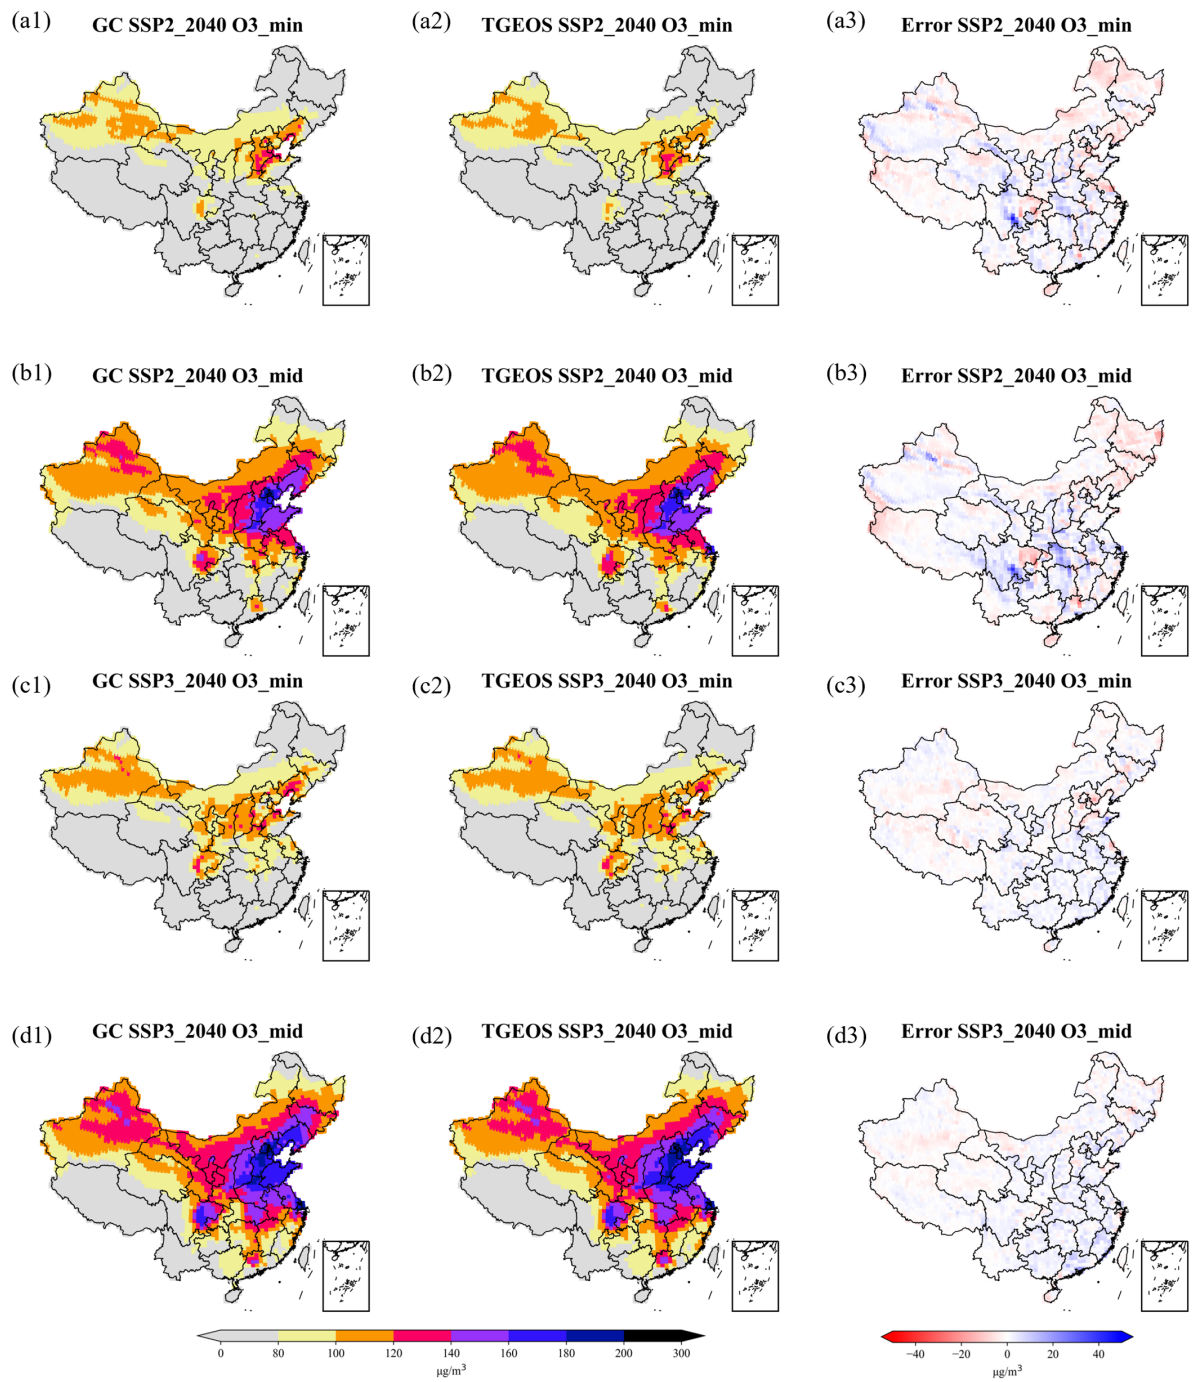 (a1) GC SSP2_2040 O3_min
(a2) TGEOS SSP2_2040 O3_min
(a3) Error SSP2_2040 O3_min
(b1) GC SSP2_2040 O3_mid
(b2) TGEOS SSP2_2040 O3_mid
(b3) Error SSP2_2040 O3_mid
(c1) GC SSP3_2040 O3_min
(c2) TGEOS SSP3_2040 O3_min
(c3) Error SSP3_2040 O3_min
(d1) GC SSP3_2040 O3_mid
(d2) TGEOS SSP3_2040 O3_mid
(d3) Error SSP3_2040 O3_mid
0 80 100 120 140 160 180 200 300
μg/m³
−40 −20 0 20 40
μg/m³